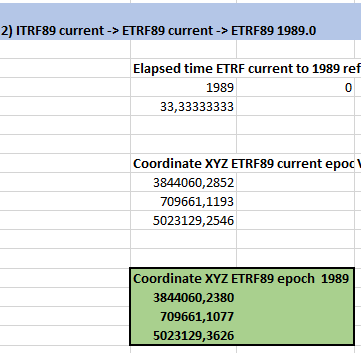 2) ITRF89 current -> ETRF89 current -> ETRF89 1989.0
Elapsed time ETRF current to 1989 ref
1989 0
33,33333333
Coordinate XYZ ETRF89 current epoc
3844060,2852
709661,1193
5023129,2546
Coordinate XYZ ETRF89 epoch 1989
3844060,2380
709661,1077
5023129,3626